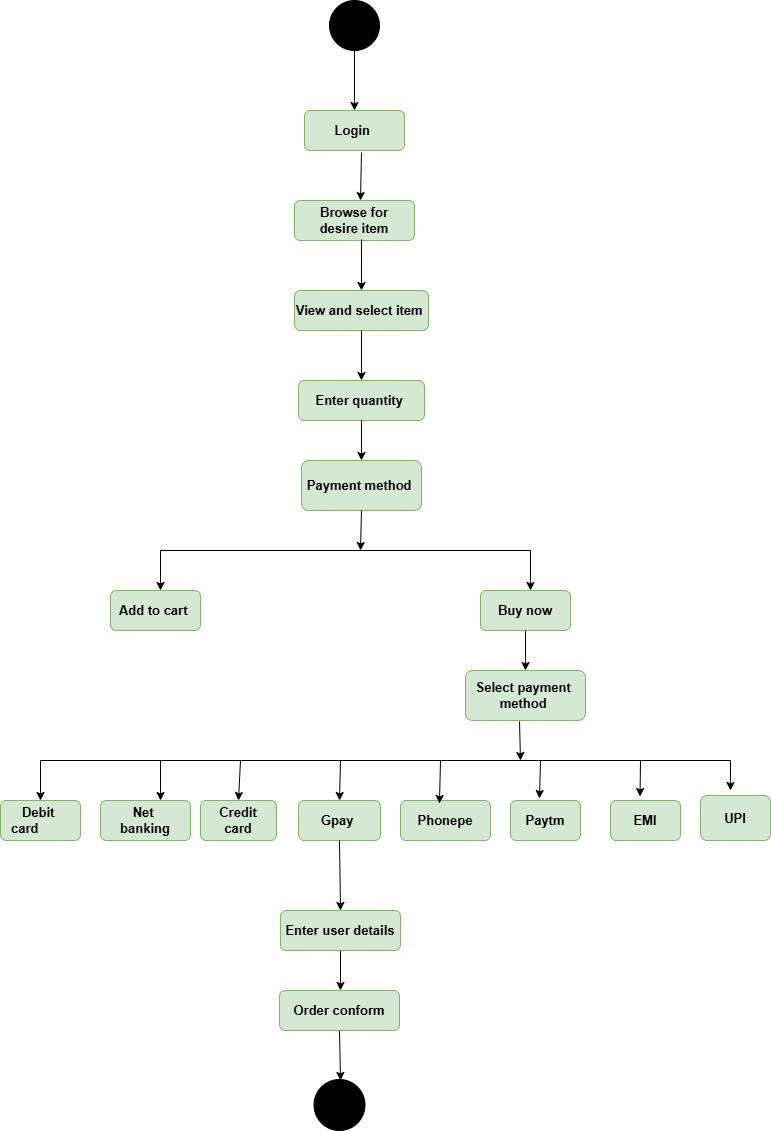 Login
Browse for
desire item
View and select item
Enter quantity
Payment method
Add to cart
Buy now
Select payment
method
Debit
card
Net
banking
Credit
card
Gpay
Phonepe
Paytm
EMI
UPI
Enter user details
Order conform